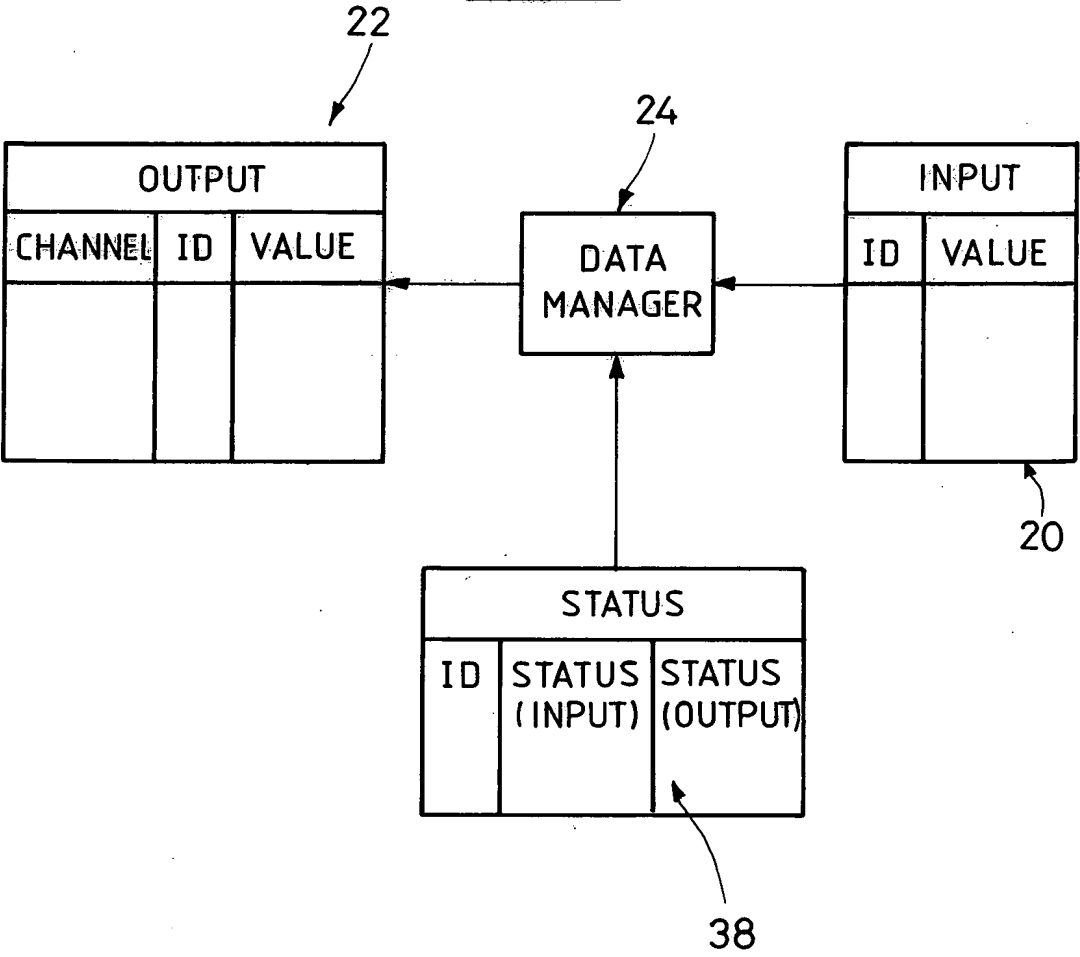 22
24
OUTPUT
INPUT
CHANNEL ID VALUE
DATA
MANAGER
ID VALUE
20
STATUS
ID STATUS
(INPUT)
STATUS
(OUTPUT)
38